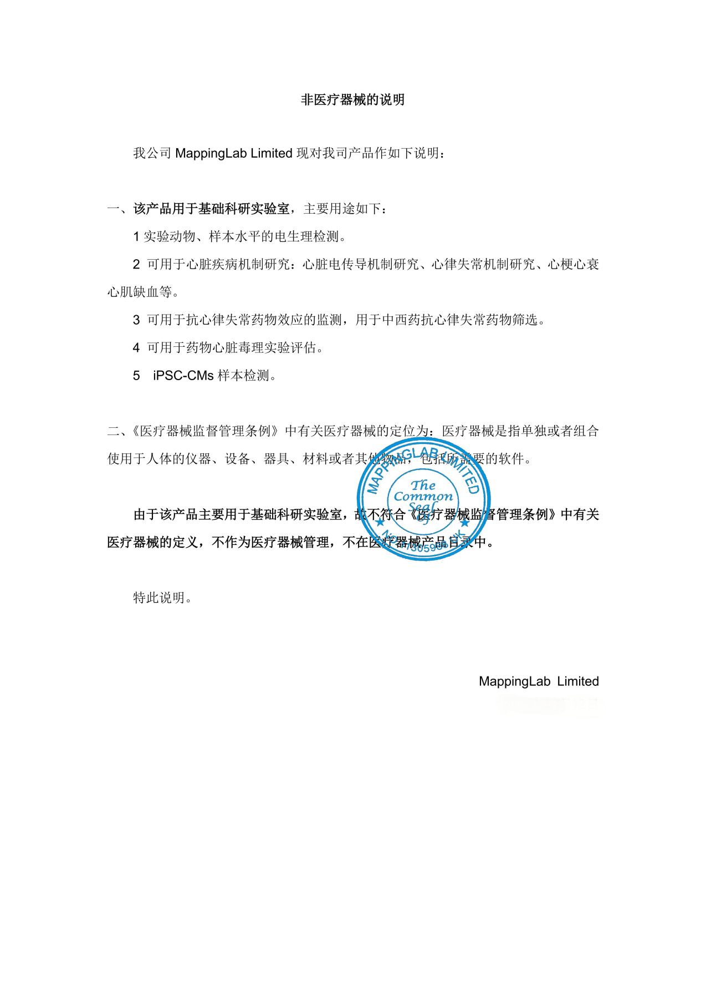 非医疗器械的说明
我公司 MappingLab Limited 现对我司产品作如下说明：
一、该产品用于基础科研实验室，主要用途如下：
1 实验动物、样本水平的电生理检测。
2 可用于心脏疾病机制研究：心脏电传导机制研究、心律失常机制研究、心梗心衰
心肌缺血等。
3 可用于抗心律失常药物效应的监测，用于中西药抗心律失常药物筛选。
4 可用于药物心脏毒理实验评估。
5 iPSC-CMs 样本检测。
二、《医疗器械监督管理条例》中有关医疗器械的定位为：医疗器械是指单独或者组合
使用于人体的仪器、设备、器具、材料或者其他物品，包括所需要的软件。
由于该产品主要用于基础科研实验室，故不符合《医疗器械监督管理条例》中有关
医疗器械的定义，不作为医疗器械管理，不在医疗器械产品目录中。
MAPPINGLAB LIMITED
The
Common
Seal
Of
UK
特此说明。
MappingLab Limited